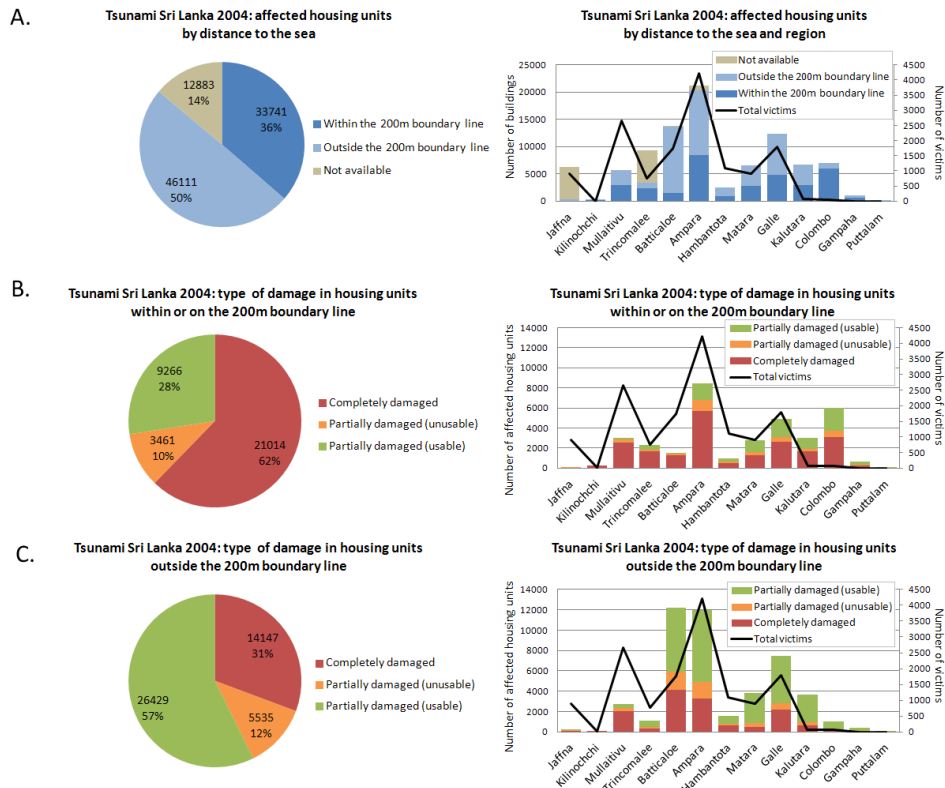 A.
Tsunami Sri Lanka 2004: affected housing units
by distance to the sea
12883
14%
33741
36%
46111
50%
Within the 200m boundary line
Outside the 200m boundary line
Not available
Tsunami Sri Lanka 2004: affected housing units
by distance to the sea and region
Number of buildings
25000
20000
15000
10000
5000
0
Not available
Outside the 200m boundary line
Within the 200m boundary line
Total victims
4500
4000
3500
3000
2500
2000
1500
1000
500
0
Number of victims
Jaffna
Kilinochchi
Mullaitivu
Trincomalee
Batticaloe
Ampara
Hambantota
Matara
Galle
Kalutara
Colombo
Gampaha
Puttalam
B.
Tsunami Sri Lanka 2004: type of damage in housing units
within or on the 200m boundary line
9266
28%
3461
10%
21014
62%
Completely damaged
Partially damaged (unusable)
Partially damaged (usable)
Tsunami Sri Lanka 2004: type of damage in housing units
within or on the 200m boundary line
Number of affected housing units
14000
12000
10000
8000
6000
4000
2000
0
Partially damaged (usable)
Partially damaged (unusable)
Completely damaged
Total victims
4500
4000
3500
3000
2500
2000
1500
1000
500
0
Number of victims
Jaffna
Kilinochchi
Mullaitivu
Trincomalee
Batticaloe
Ampara
Hambantota
Matara
Galle
Kalutara
Colombo
Gampaha
Puttalam
C.
Tsunami Sri Lanka 2004: type of damage in housing units
outside the 200m boundary line
14147
31%
26429
57%
5535
12%
Completely damaged
Partially damaged (unusable)
Partially damaged (usable)
Tsunami Sri Lanka 2004: type of damage in housing units
outside the 200m boundary line
Number of affected housing units
14000
12000
10000
8000
6000
4000
2000
0
Partially damaged (usable)
Partially damaged (unusable)
Completely damaged
Total victims
4500
4000
3500
3000
2500
2000
1500
1000
500
0
Number of victims
Jaffna
Kilinochchi
Mullaitivu
Trincomalee
Batticaloe
Ampara
Hambantota
Matara
Galle
Kalutara
Colombo
Gampaha
Puttalam